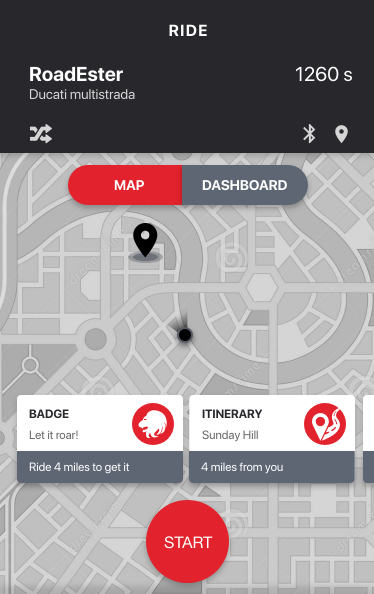 RIDE
RoadEster
1260 s
Ducati multistrada
MAP
DASHBOARD
BADGE
Let it roar!
Ride 4 miles to get it
ITINERARY
Sunday Hill
4 miles from you
START